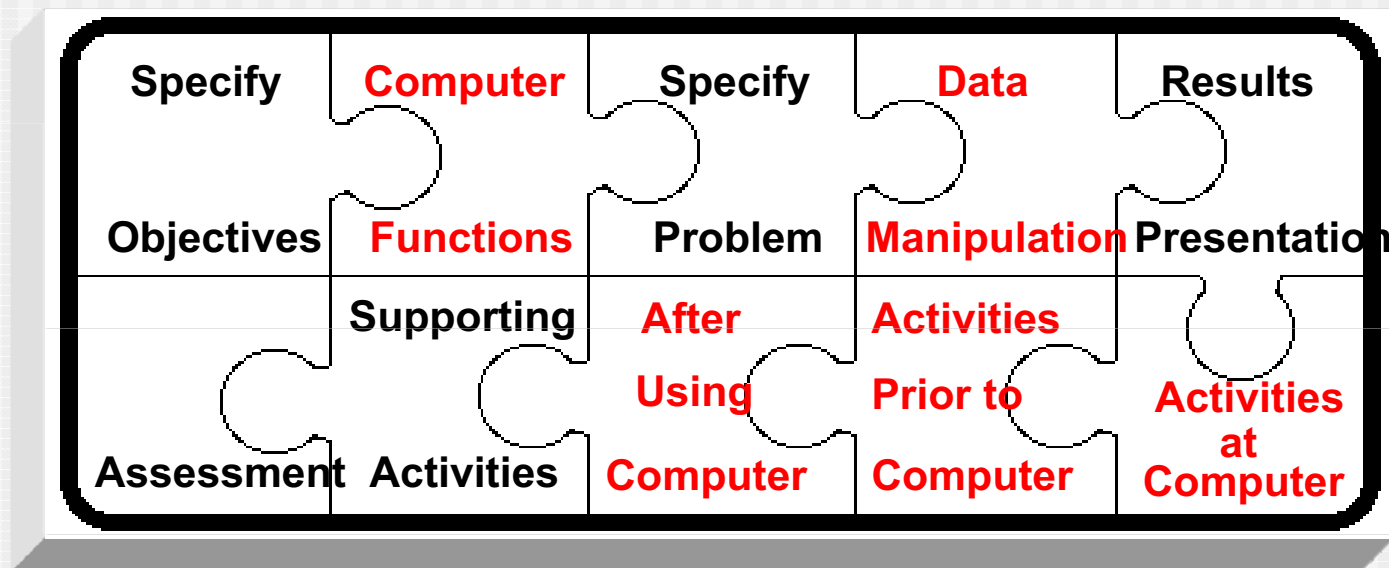 Specify
Objectives
Computer
Functions
Specify
Problem
Data
Manipulation
Results
Presentation
Assessment
Supporting
Activities
After
Using
Computer
Activities
Prior to
Computer
Activities
at
Computer